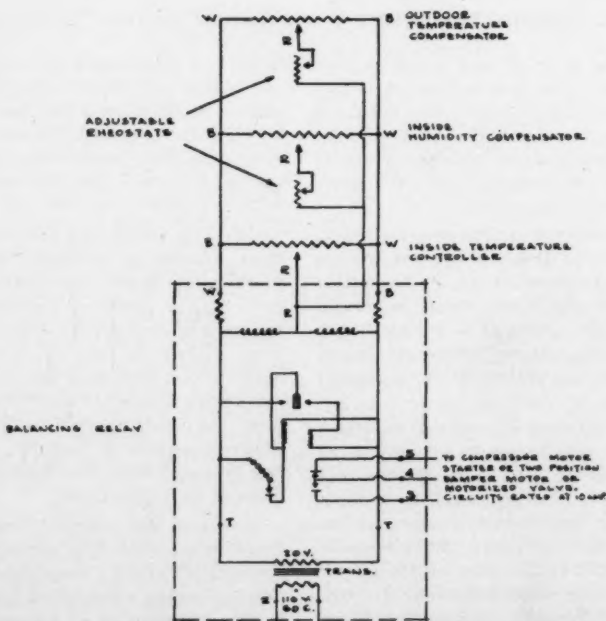 W B OUTDOOR
TEMPERATURE
COMPENSATOR
R
ADJUSTABLE
RHEOSTATS
B W INSIDE
HUMIDITY COMPENSATOR
R
B W INSIDE TEMPERATURE
CONTROLLER
R
W B
R
BALANCING RELAY
5 TO COMPRESSOR MOTOR
4 STARTER OR TWO POSITION
DAMPER MOTOR OR
MOTORIZED VALVE.
3 CIRCUITS RATED AT 10 AMP
T T
20 V.
TRANS.
110 V.
60 C.